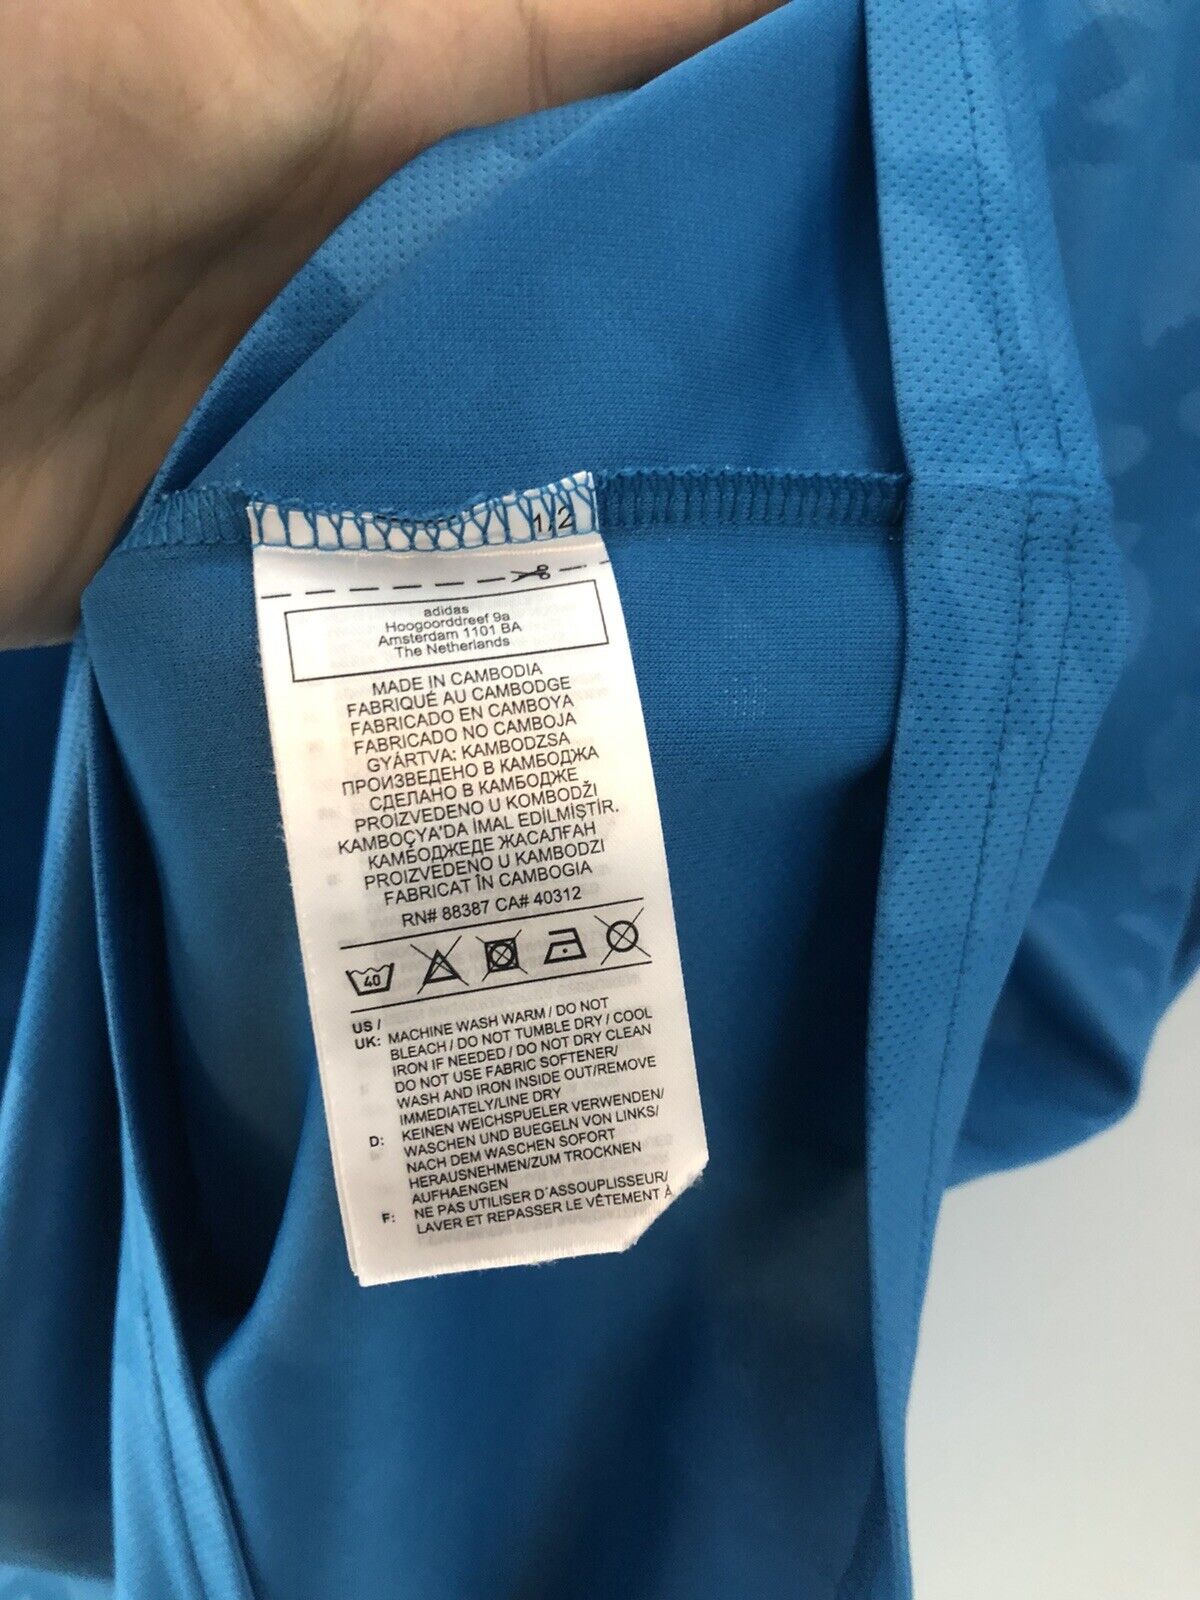 1/2
adidas
Hoogoorddreef 9a
Amsterdam 1101 BA
The Netherlands
MADE IN CAMBODIA
FABRIQUÉ AU CAMBODGE
FABRICADO EN CAMBOYA
FABRICADO NO CAMBOJA
GYÁRTVA: KAMBODZSA
ПРОИЗВЕДЕНО В КАМБОДЖА
СДЕЛАНО В КАМБОДЖЕ
PROIZVEDENO U KOMBODŽI
KAMBOÇYA'DA İMAL EDİLMİŞTİR.
КАМБОДЖЕДЕ ЖАСАЛҒАН
PROIZVEDENO U KAMBODZI
FABRICAT ÎN CAMBOGIA
RN# 88387 CA# 40312
40
US /
UK: MACHINE WASH WARM / DO NOT
BLEACH / DO NOT TUMBLE DRY / COOL
IRON IF NEEDED / DO NOT DRY CLEAN
DO NOT USE FABRIC SOFTENER/
WASH AND IRON INSIDE OUT/REMOVE
IMMEDIATELY/LINE DRY
D: KEINEN WEICHSPUELER VERWENDEN/
WASCHEN UND BUEGELN VON LINKS/
NACH DEM WASCHEN SOFORT
HERAUSNEHMEN/ZUM TROCKNEN
AUFHAENGEN
F: NE PAS UTILISER D'ASSOUPLISSEUR/
LAVER ET REPASSER LE VÊTEMENT À